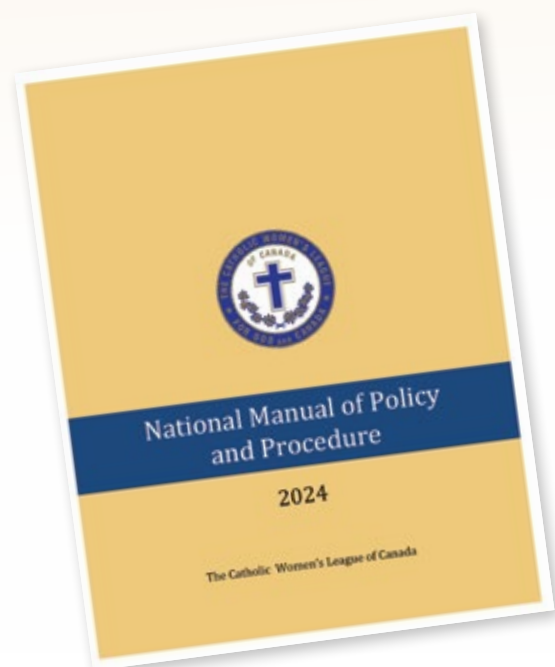 THE CATHOLIC WOMEN'S LEAGUE
OF CANADA
FOR GOD AND CANADA
National Manual of Policy
and Procedure
2024
The Catholic Women's League of Canada